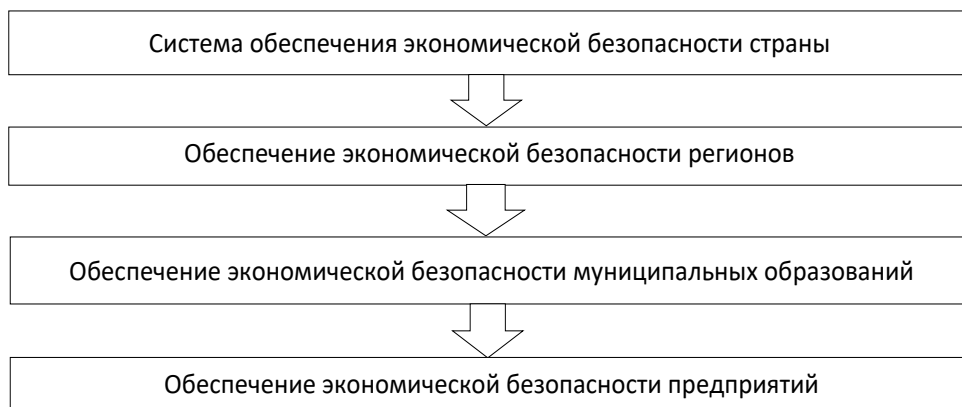 Система обеспечения экономической безопасности страны
Обеспечение экономической безопасности регионов
Обеспечение экономической безопасности муниципальных образований
Обеспечение экономической безопасности предприятий